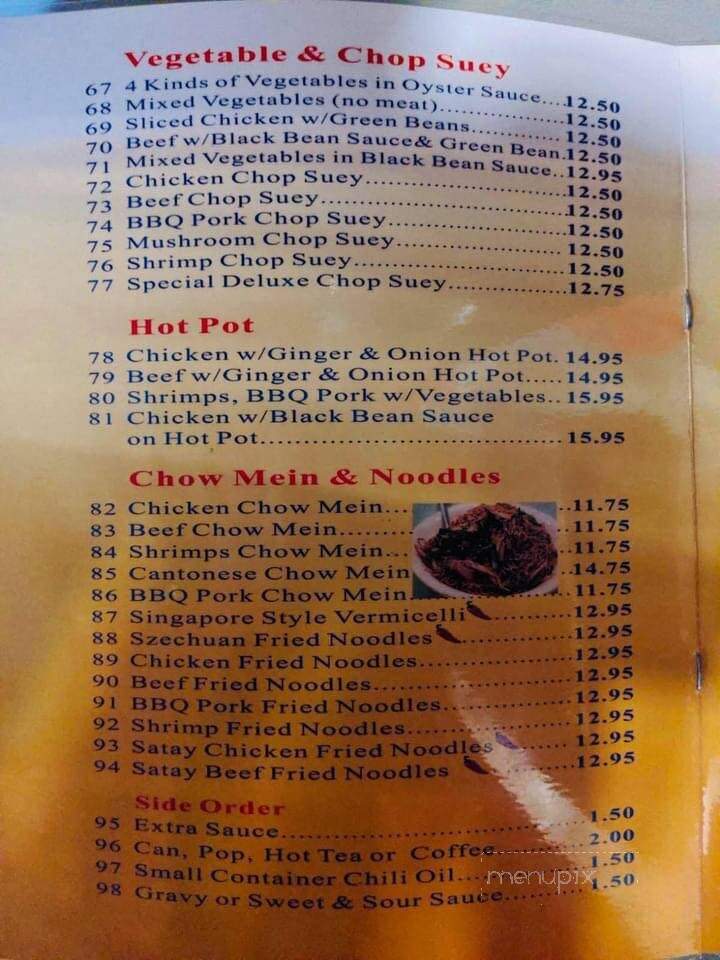 Vegetable & Chop Suey
67 4 Kinds of Vegetables in Oyster Sauce....12.50
68 Mixed Vegetables (no meat)..................12.50
69 Sliced Chicken w/Green Beans............. 12.50
70 Beef w/Black Bean Sauce& Green Bean.12.50
71 Mixed Vegetables in Black Bean Sauce..12.95
72 Chicken Chop Suey..............................12.50
73 Beef Chop Suey....................................12.50
74 BBQ Pork Chop Suey...........................12.50
75 Mushroom Chop Suey........................ 12.50
76 Shrimp Chop Suey...............................12.50
77 Special Deluxe Chop Suey..................12.75
Hot Pot
78 Chicken w/Ginger & Onion Hot Pot. 14.95
79 Beef w/Ginger & Onion Hot Pot..... 14.95
80 Shrimps, BBQ Pork w/Vegetables.. 15.95
81 Chicken w/Black Bean Sauce
on Hot Pot............................................ 15.95
Chow Mein & Noodles
82 Chicken Chow Mein... ..11.75
83 Beef Chow Mein......... ..11.75
84 Shrimps Chow Mein... ..11.75
85 Cantonese Chow Mein ..14.75
86 BBQ Pork Chow Mein....................11.75
87 Singapore Style Vermicelli ............12.95
88 Szechuan Fried Noodles ................12.95
89 Chicken Fried Noodles......................12.95
90 Beef Fried Noodles............................12.95
91 BBQ Pork Fried Noodles..................12.95
92 Shrimp Fried Noodles....................... 12.95
93 Satay Chicken Fried Noodles ...... 12.95
94 Satay Beef Fried Noodles ...........12.95
Side Order
95 Extra Sauce..........................................1.50
96 Can, Pop, Hot Tea or Coffee............. 2.00
97 Small Container Chili Oil................1.50
98 Gravy or Sweet & Sour Sauce...........1.50
menupix